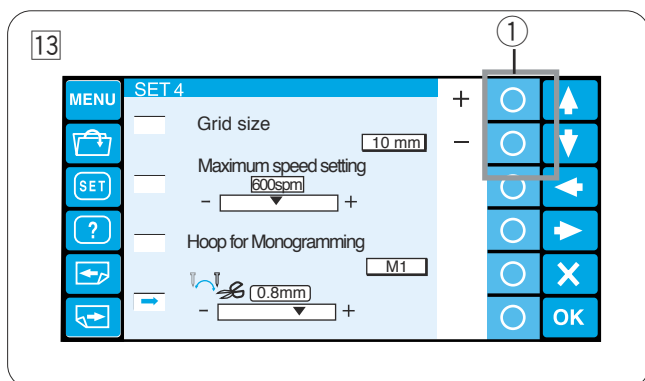 13
1
MENU
SET 4
+
Grid size
10 mm
−
Maximum speed setting
SET
600spm
− +
?
Hoop for Monogramming
M1
0.8mm
− +
OK